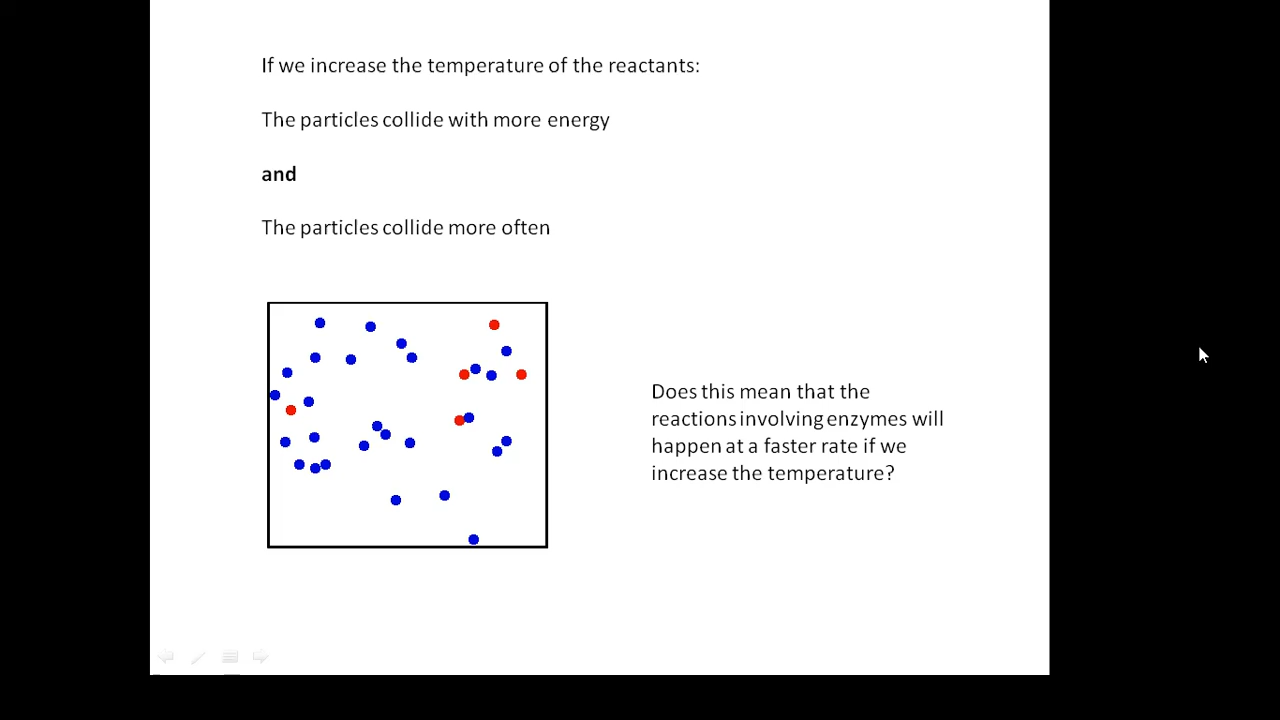 If we increase the temperature of the reactants:
The particles collide with more energy
and
The particles collide more often
Does this mean that the
reactions involving enzymes will
happen at a faster rate if we
increase the temperature?